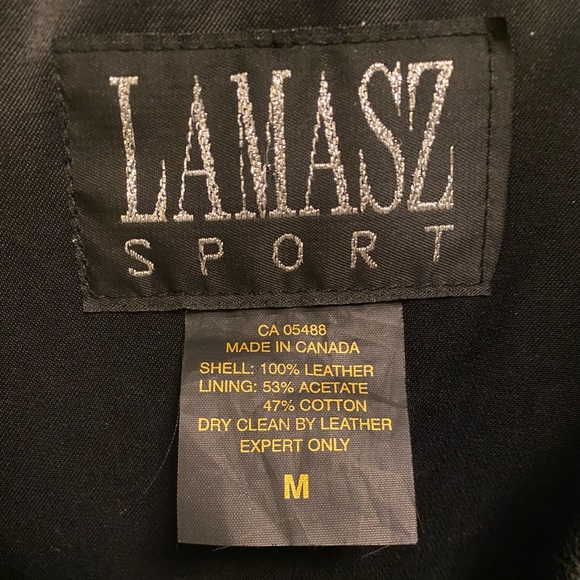 LAMASZ
SPORT
CA 05488
MADE IN CANADA
SHELL: 100% LEATHER
LINING: 53% ACETATE
47% COTTON
DRY CLEAN BY LEATHER
EXPERT ONLY
M